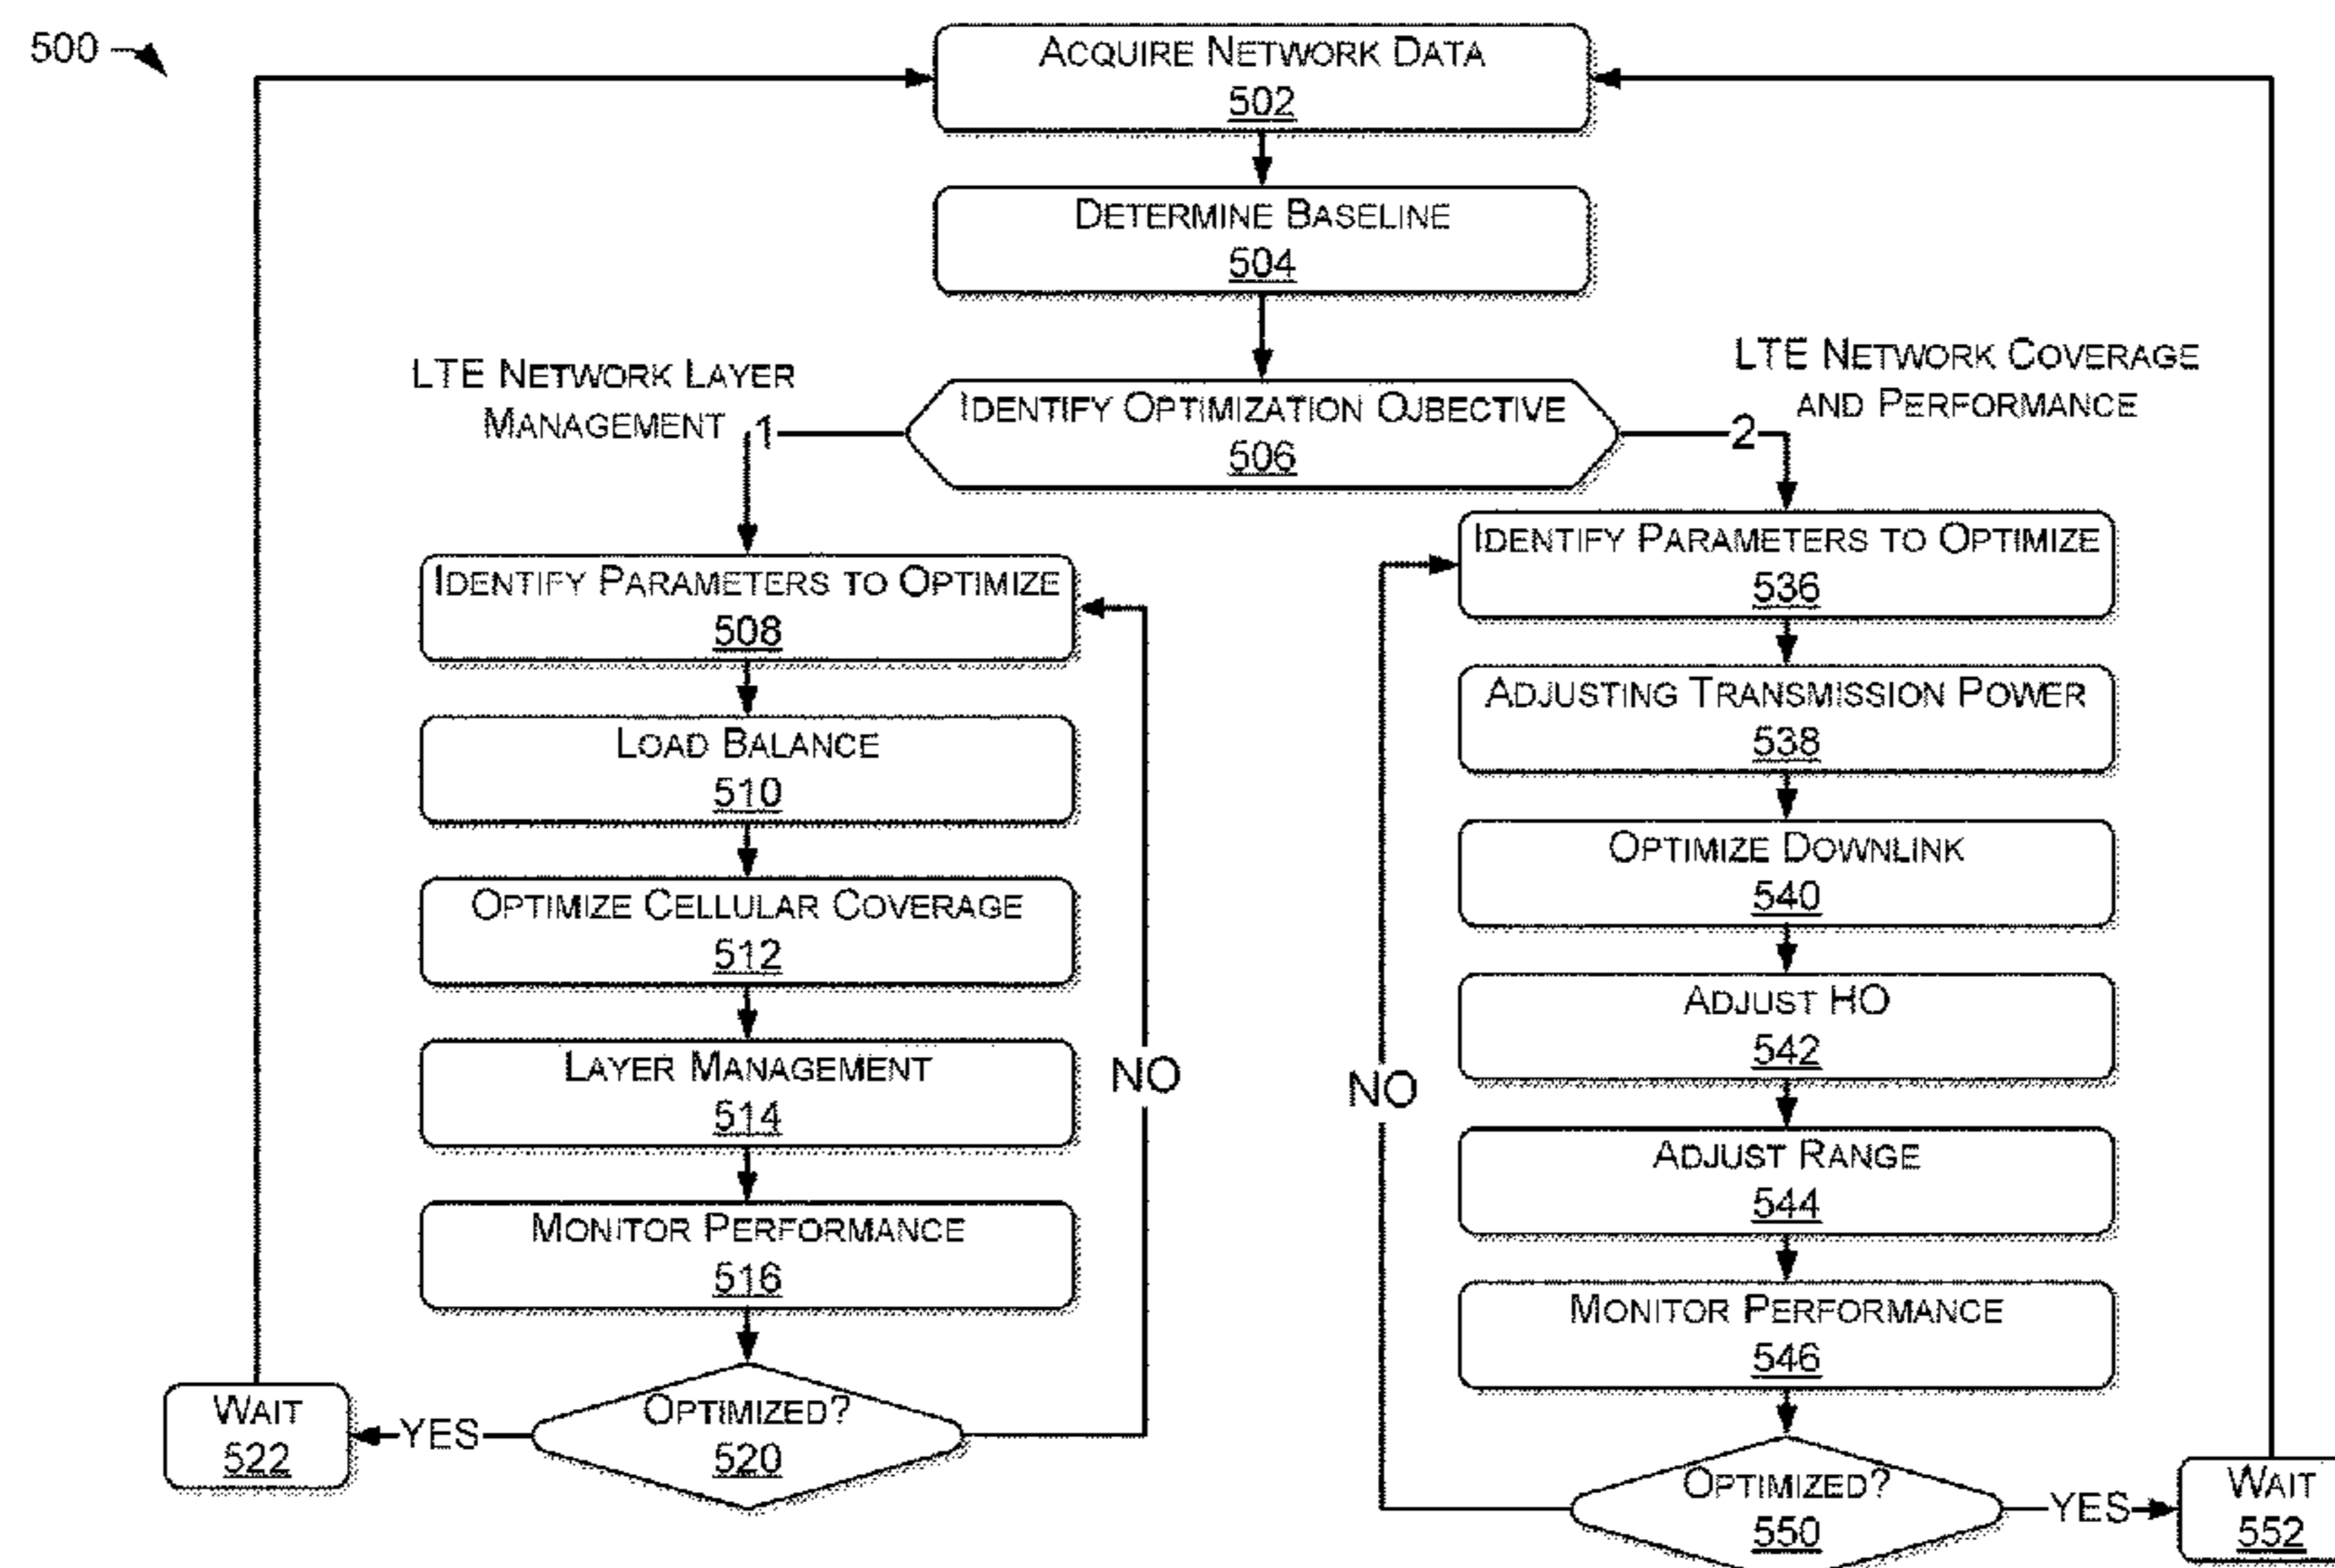 500
ACQUIRE NETWORK DATA
502
DETERMINE BASELINE
504
IDENTIFY OPTIMIZATION OJBECTIVE
506
LTE NETWORK LAYER
MANAGEMENT
1
IDENTIFY PARAMETERS TO OPTIMIZE
508
LOAD BALANCE
510
OPTIMIZE CELLULAR COVERAGE
512
LAYER MANAGEMENT
514
MONITOR PERFORMANCE
516
OPTIMIZED?
520
NO
YES
WAIT
522
LTE NETWORK COVERAGE
AND PERFORMANCE
2
IDENTIFY PARAMETERS TO OPTIMIZE
536
ADJUSTING TRANSMISSION POWER
538
OPTIMIZE DOWNLINK
540
ADJUST HO
542
ADJUST RANGE
544
MONITOR PERFORMANCE
546
OPTIMIZED?
550
NO
YES
WAIT
552